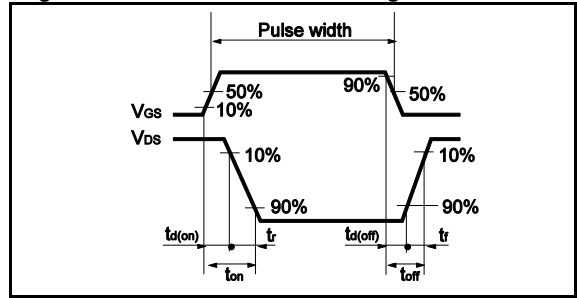 Pulse width
90%
50%
50%
10%
VGS
VDS
10%
10%
90%
90%
td(on)
tr
td(off)
tf
ton
toff